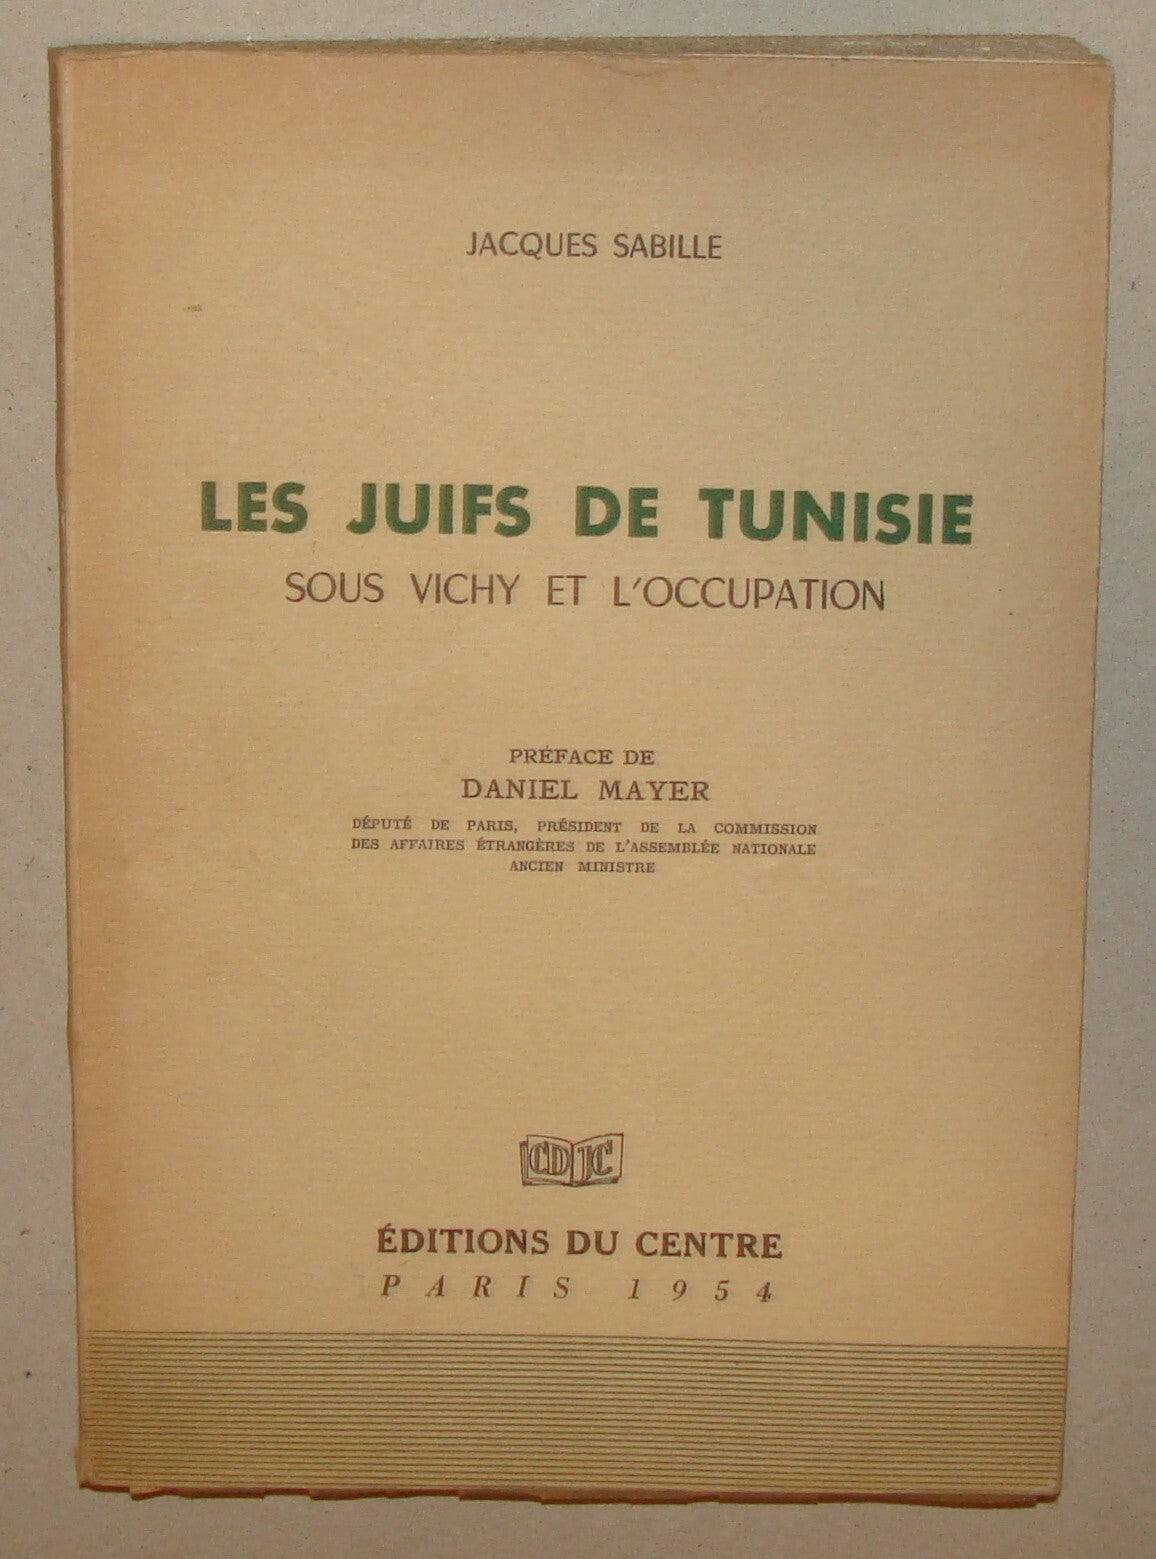 JACQUES SABILLE
LES JUIFS DE TUNISIE
SOUS VICHY ET L'OCCUPATION
PRÉFACE DE
DANIEL MAYER
DÉPUTÉ DE PARIS, PRÉSIDENT DE LA COMMISSION
DES AFFAIRES ÉTRANGÈRES DE L'ASSEMBLÉE NATIONALE
ANCIEN MINISTRE
CDJC
ÉDITIONS DU CENTRE
PARIS 1954